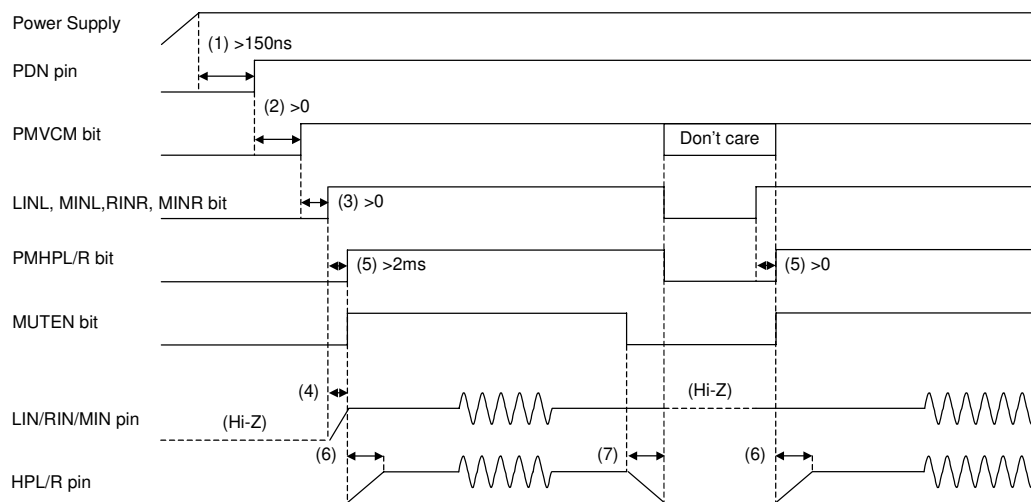 Power Supply
(1) >150ns
PDN pin
(2) >0
PMVCM bit
Don't care
LINL, MINL,RINR, MINR bit
(3) >0
PMHPL/R bit
(5) >2ms
(5) >0
MUTEN bit
(4)
(Hi-Z)
LIN/RIN/MIN pin
(Hi-Z)
(6)
(7)
(6)
HPL/R pin